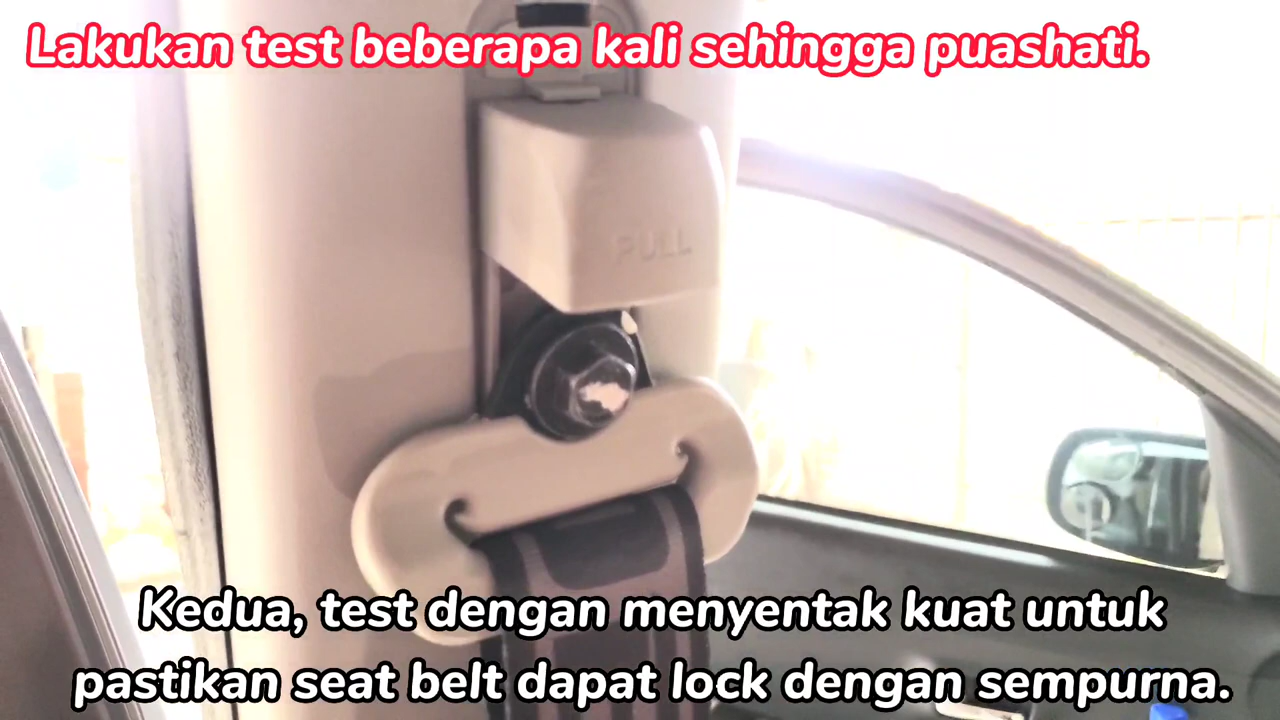 Lakukan test beberapa kali sehingga puashati.
PULL
Kedua, test dengan menyentak kuat untuk
pastikan seat belt dapat lock dengan sempurna.